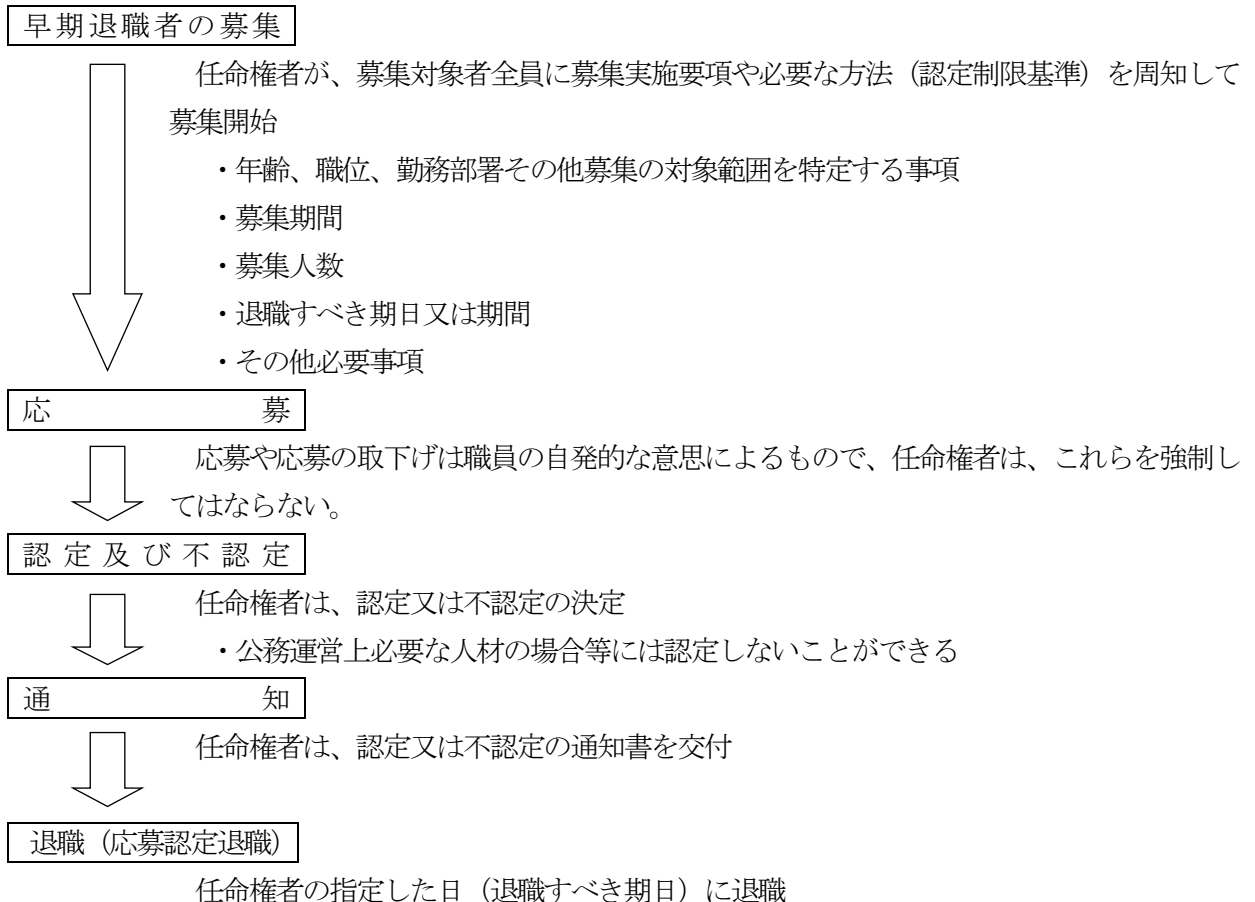 早期退職者の募集
任命権者が、募集対象者全員に募集実施要項や必要な方法（認定制限基準）を周知して
募集開始
・年齢、職位、勤務部署その他募集の対象範囲を特定する事項
・募集期間
・募集人数
・退職すべき期日又は期間
・その他必要事項
応募
応募や応募の取下げは職員の自発的な意思によるもので、任命権者は、これらを強制し
てはならない。
認定及び不認定
任命権者は、認定又は不認定の決定
・公務運営上必要な人材の場合等には認定しないことができる
通知
任命権者は、認定又は不認定の通知書を交付
退職（応募認定退職）
任命権者の指定した日（退職すべき期日）に退職